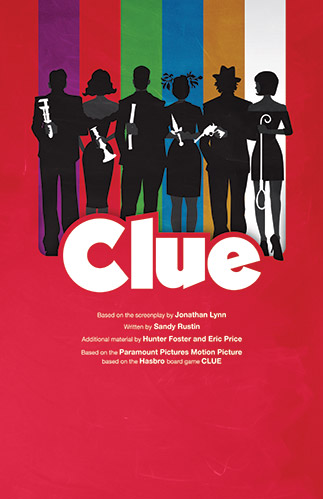 Clue
Based on the screenplay by Jonathan Lynn
Written by Sandy Rustin
Additional material by Hunter Foster and Eric Price
Based on the Paramount Pictures Motion Picture
based on the Hasbro board game CLUE